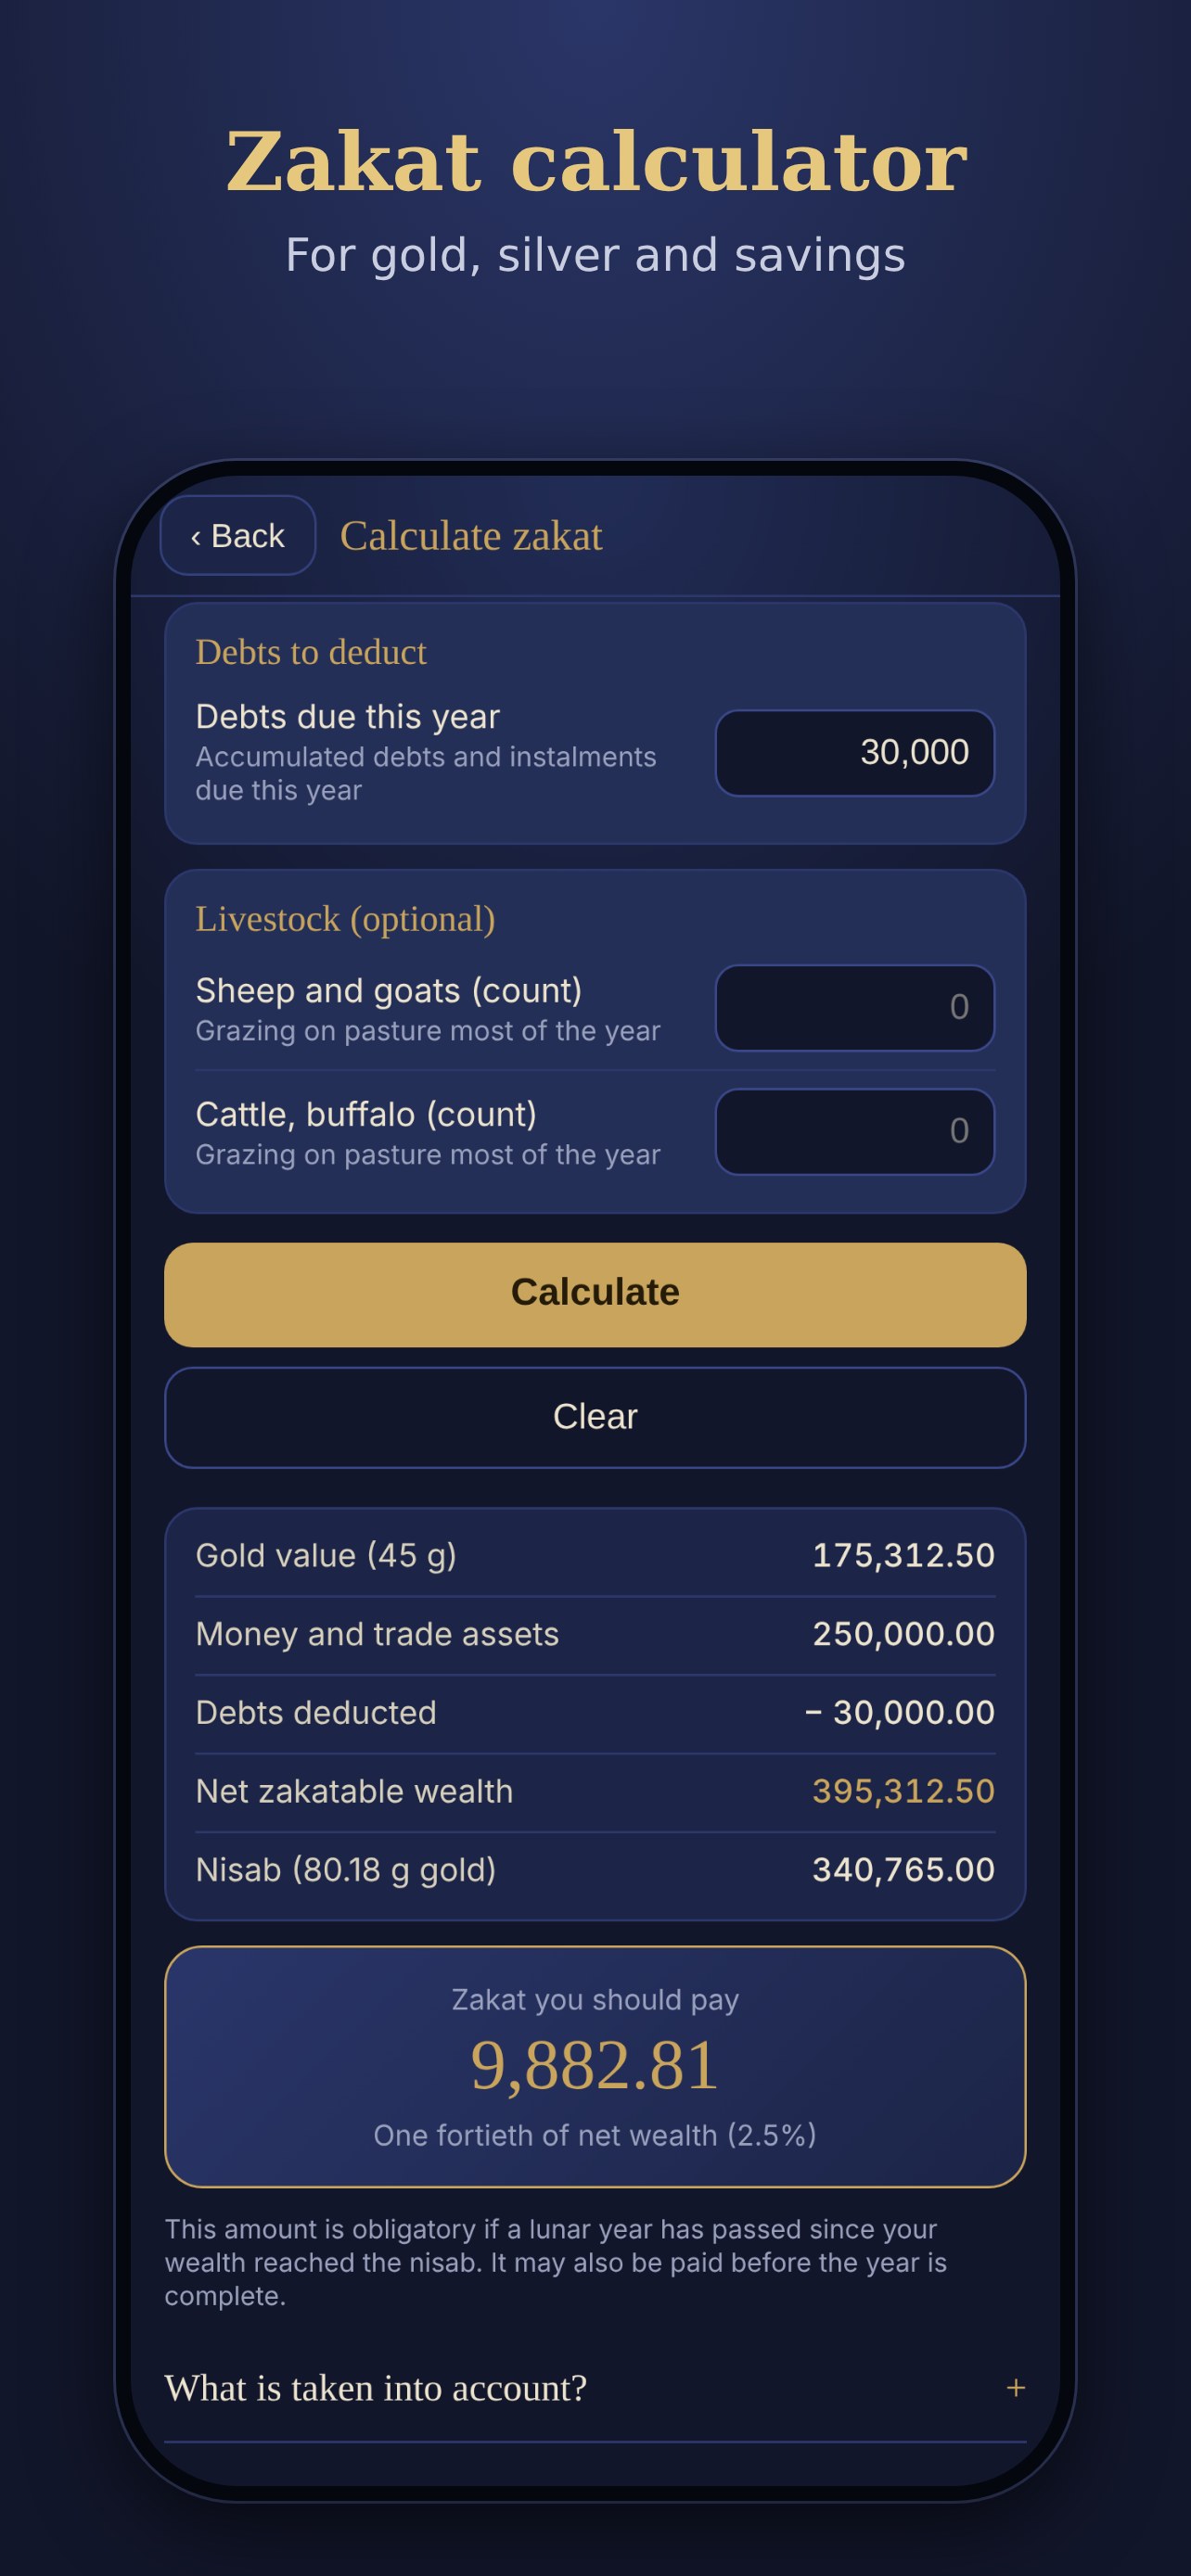 Zakat calculator
For gold, silver and savings
‹ Back
Calculate zakat
Debts to deduct
Debts due this year
Accumulated debts and instalments
due this year
30,000
Livestock (optional)
Sheep and goats (count)
Grazing on pasture most of the year
0
Cattle, buffalo (count)
Grazing on pasture most of the year
0
Calculate
Clear
Gold value (45 g) 175,312.50
Money and trade assets 250,000.00
Debts deducted − 30,000.00
Net zakatable wealth 395,312.50
Nisab (80.18 g gold) 340,765.00
Zakat you should pay
9,882.81
One fortieth of net wealth (2.5%)
This amount is obligatory if a lunar year has passed since your
wealth reached the nisab. It may also be paid before the year is
complete.
What is taken into account? +